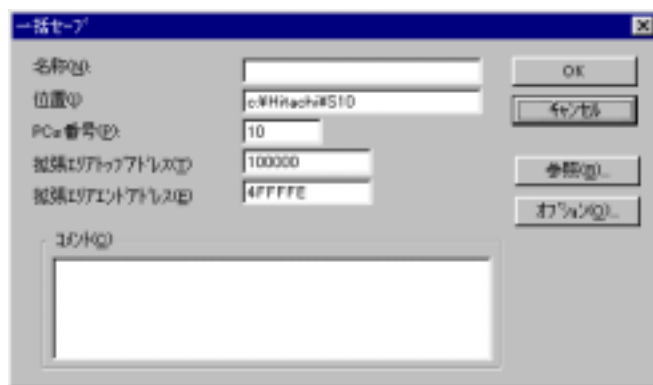 一括セーブ
名称(N):
OK
位置(I)
c:¥Hitachi¥S10
キャンセル
PCs番号(P):
10
拡張エリアトップアドレス(T)
100000
参照(B)...
拡張エリアエンドアドレス(E)
4FFFFE
オプション(O)...
コメント(C)